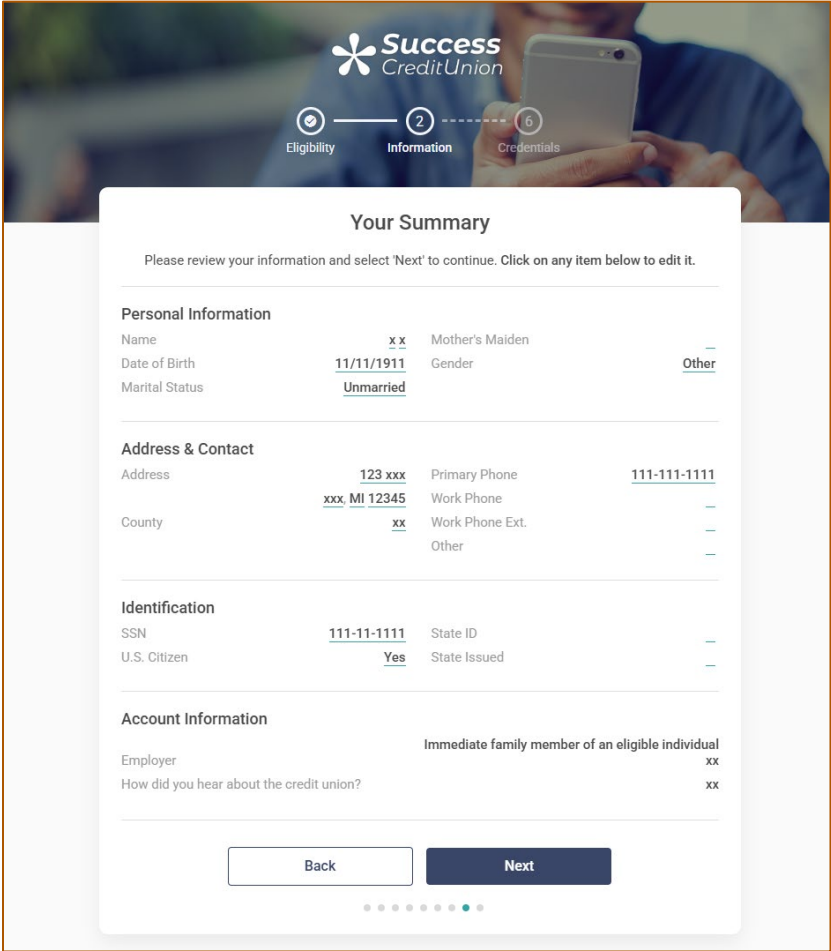 Success
CreditUnion
2
6
Eligibility
Information
Credentials
Your Summary
Please review your information and select 'Next' to continue. Click on any item below to edit it.
Personal Information
Name x x Mother's Maiden
Date of Birth 11/11/1911 Gender Other
Marital Status Unmarried
Address & Contact
Address 123 xxx Primary Phone 111-111-1111
xxx, MI 12345 Work Phone
County xx Work Phone Ext.
Other
Identification
SSN 111-11-1111 State ID
U.S. Citizen Yes State Issued
Account Information
Immediate family member of an eligible individual
Employer xx
How did you hear about the credit union? xx
Back Next